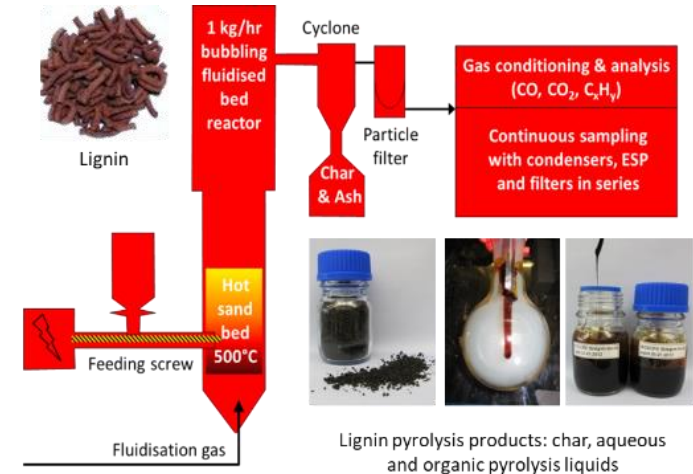 Lignin
1 kg/hr
bubbling
fluidised
bed
reactor
Cyclone
Particle
filter
Char
& Ash
Gas conditioning & analysis
(CO, CO₂, CₓHᵧ)
Continuous sampling
with condensers, ESP
and filters in series
Hot
sand
bed
500°C
Feeding screw
Fluidisation gas
Lignin pyrolysis products: char, aqueous
and organic pyrolysis liquids